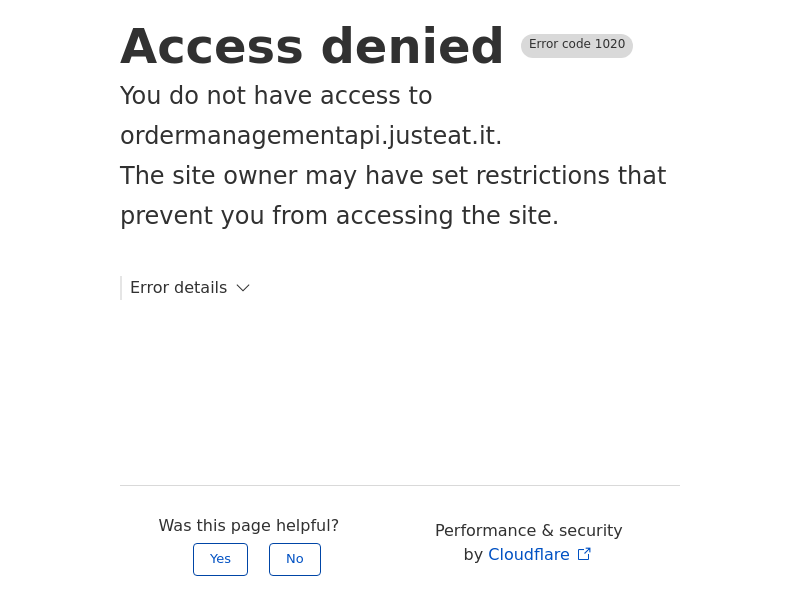 Access denied Error code 1020
You do not have access to
ordermanagementapi.justeat.it.
The site owner may have set restrictions that
prevent you from accessing the site.
Error details
Was this page helpful?
Yes No
Performance & security
by Cloudflare